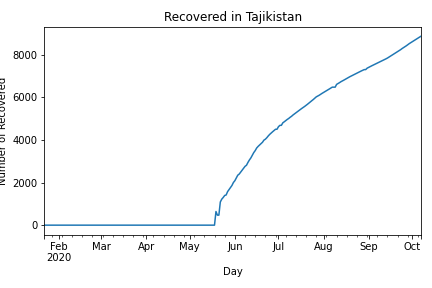 Recovered in Tajikistan
8000
6000
4000
2000
0
Number of Recovered
Feb Mar Apr May Jun Jul Aug Sep Oct
2020
Day